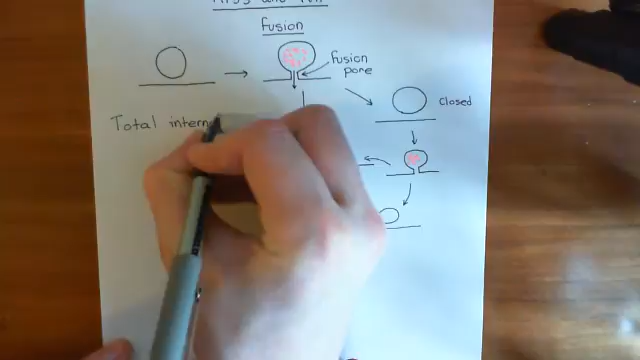 fusion
fusion
pore
Closed
Total intern